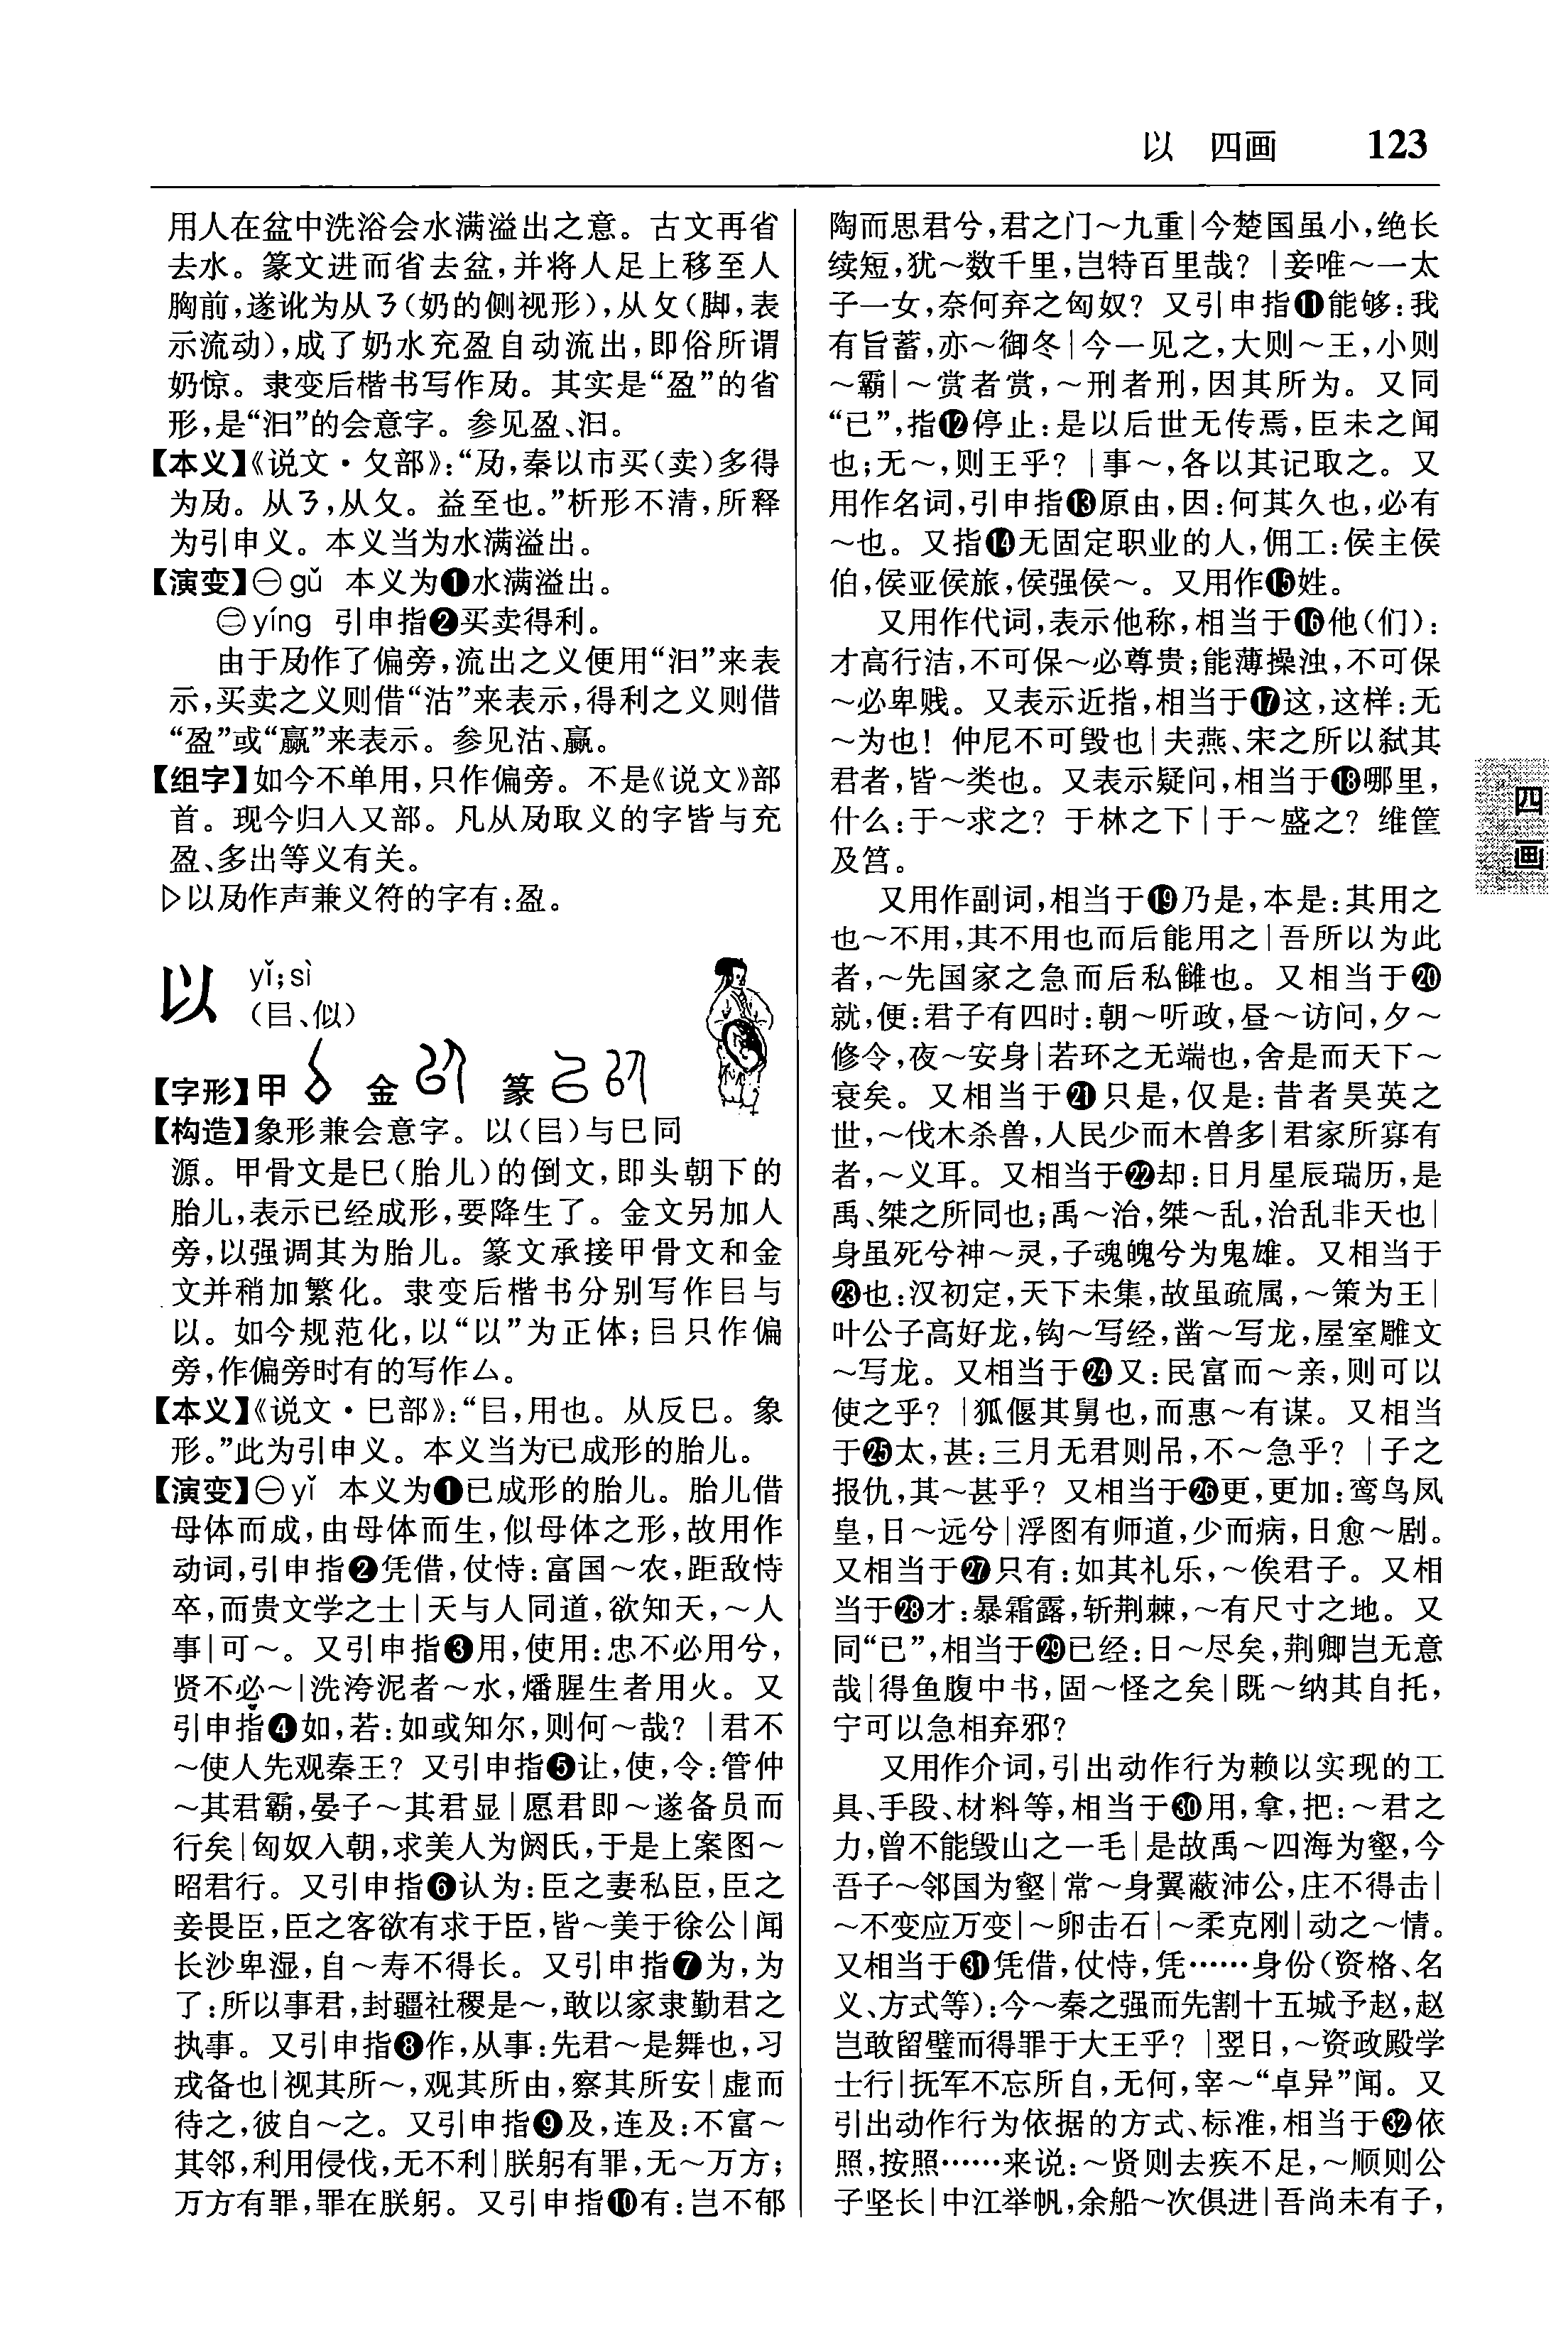 以 四画 123
用人在盆中洗浴会水满溢出之意。古文再省
去水。篆文进而省去盆,并将人足上移至人
胸前,遂讹为从𠄎(奶的侧视形),从夂(脚,表
示流动),成了奶水充盈自动流出,即俗所谓
奶惊。隶变后楷书写作夃。其实是“盈”的省
形,是“汩”的会意字。参见盈、汩。
【本义】《说文·夂部》:“夃,秦以市买(卖)多得
为夃。从𠄎,从夂。益至也。”析形不清,所释
为引申义。本义当为水满溢出。
【演变】㊀gǔ 本义为❶水满溢出。
㊁yíng 引申指❷买卖得利。
由于夃作了偏旁,流出之义便用“汩”来表
示,买卖之义则借“沽”来表示,得利之义则借
“盈”或“赢”来表示。参见沽、赢。
【组字】如今不单用,只作偏旁。不是《说文》部
首。现今归入又部。凡从夃取义的字皆与充
盈、多出等义有关。
▷以夃作声兼义符的字有:盈。
以 yǐ;sì
(㠯、佀)
【字形】甲 金 篆
【构造】象形兼会意字。以(㠯)与巳同
源。甲骨文是巳(胎儿)的倒文,即头朝下的
胎儿,表示已经成形,要降生了。金文另加人
旁,以强调其为胎儿。篆文承接甲骨文和金
文并稍加繁化。隶变后楷书分别写作㠯与
以。如今规范化,以“以”为正体;㠯只作偏
旁,作偏旁时有的写作厶。
【本义】《说文·巳部》:“㠯,用也。从反巳。象
形。”此为引申义。本义当为已成形的胎儿。
【演变】㊀yǐ 本义为❶已成形的胎儿。胎儿借
母体而成,由母体而生,似母体之形,故用作
动词,引申指❷凭借,仗恃:富国～农,距敌恃
卒,而贵文学之士|天与人同道,欲知天,～人
事|可～。又引申指❸用,使用:忠不必用兮,
贤不必～|洗洿泥者～水,燔腥生者用火。又
引申指❹如,若:如或知尔,则何～哉?|君不
～使人先观秦王?又引申指❺让,使,令:管仲
～其君霸,晏子～其君显|愿君即～遂备员而
行矣|匈奴入朝,求美人为阏氏,于是上案图～
昭君行。又引申指❻认为:臣之妻私臣,臣之
妾畏臣,臣之客欲有求于臣,皆～美于徐公|闻
长沙卑湿,自～寿不得长。又引申指❼为,为
了:所以事君,封疆社稷是～,敢以家隶勤君之
执事。又引申指❽作,从事:先君～是舞也,习
戎备也|视其所～,观其所由,察其所安|虚而
待之,彼自～之。又引申指❾及,连及:不富～
其邻,利用侵伐,无不利|朕躬有罪,无～万方;
万方有罪,罪在朕躬。又引申指❿有:岂不郁
陶而思君兮,君之门～九重|今楚国虽小,绝长
续短,犹～数千里,岂特百里哉?|妾唯～一太
子一女,奈何弃之匈奴?又引申指⓫能够:我
有旨蓄,亦～御冬|今一见之,大则～王,小则
～霸|～赏者赏,～刑者刑,因其所为。又同
“已”,指⓬停止:是以后世无传焉,臣未之闻
也;无～,则王乎?|事～,各以其记取之。又
用作名词,引申指⓭原由,因:何其久也,必有
～也。又指⓮无固定职业的人,佣工:侯主侯
伯,侯亚侯旅,侯强侯～。又用作⓯姓。
又用作代词,表示他称,相当于⓰他(们):
才高行洁,不可保～必尊贵;能薄操浊,不可保
～必卑贱。又表示近指,相当于⓱这,这样:无
～为也!仲尼不可毁也|夫燕、宋之所以弑其
君者,皆～类也。又表示疑问,相当于⓲哪里,
什么:于～求之?于林之下|于～盛之?维筐
及筥。
又用作副词,相当于⓳乃是,本是:其用之
也～不用,其不用也而后能用之|吾所以为此
者,～先国家之急而后私雠也。又相当于⓴
就,便:君子有四时:朝～听政,昼～访问,夕～
修令,夜～安身|若环之无端也,舍是而天下～
衰矣。又相当于㉑只是,仅是:昔者昊英之
世,～伐木杀兽,人民少而木兽多|君家所寡有
者,～义耳。又相当于㉒却:日月星辰瑞历,是
禹、桀之所同也;禹～治,桀～乱,治乱非天也|
身虽死兮神～灵,子魂魄兮为鬼雄。又相当于
㉓也:汉初定,天下未集,故虽疏属,～策为王|
叶公子高好龙,钩～写经,凿～写龙,屋室雕文
～写龙。又相当于㉔又:民富而～亲,则可以
使之乎?|狐偃其舅也,而惠～有谋。又相当
于㉕太,甚:三月无君则吊,不～急乎?|子之
报仇,其～甚乎?又相当于㉖更,更加:鸾鸟凤
皇,日～远兮|浮图有师道,少而病,日愈～剧。
又相当于㉗只有:如其礼乐,～俟君子。又相
当于㉘才:暴霜露,斩荆棘,～有尺寸之地。又
同“已”,相当于㉙已经:日～尽矣,荆卿岂无意
哉|得鱼腹中书,固～怪之矣|既～纳其自托,
宁可以急相弃邪?
又用作介词,引出动作行为赖以实现的工
具、手段、材料等,相当于㉚用,拿,把:～君之
力,曾不能毁山之一毛|是故禹～四海为壑,今
吾子～邻国为壑|常～身翼蔽沛公,庄不得击|
～不变应万变|～卵击石|～柔克刚|动之～情。
又相当于㉛凭借,仗恃,凭……身份(资格、名
义、方式等):今～秦之强而先割十五城予赵,赵
岂敢留璧而得罪于大王乎?|翌日,～资政殿学
士行|抚军不忘所自,无何,宰～“卓异”闻。又
引出动作行为依据的方式、标准,相当于㉜依
照,按照……来说:～贤则去疾不足,～顺则公
子坚长|中江举帆,余船～次俱进|吾尚未有子,
四画